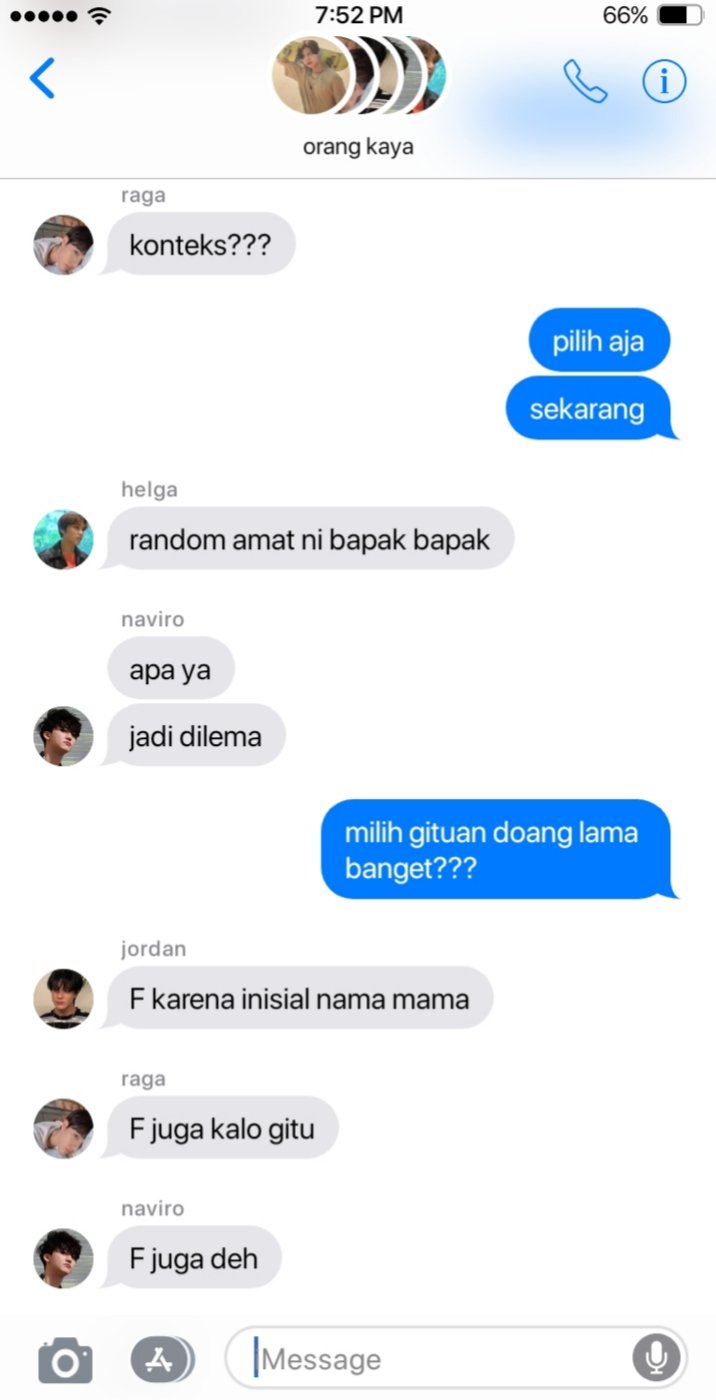 7:52 PM
66%
orang kaya
raga
konteks???
pilih aja
sekarang
helga
random amat ni bapak bapak
naviro
apa ya
jadi dilema
milih gituan doang lama
banget???
jordan
F karena inisial nama mama
raga
F juga kalo gitu
naviro
F juga deh
Message